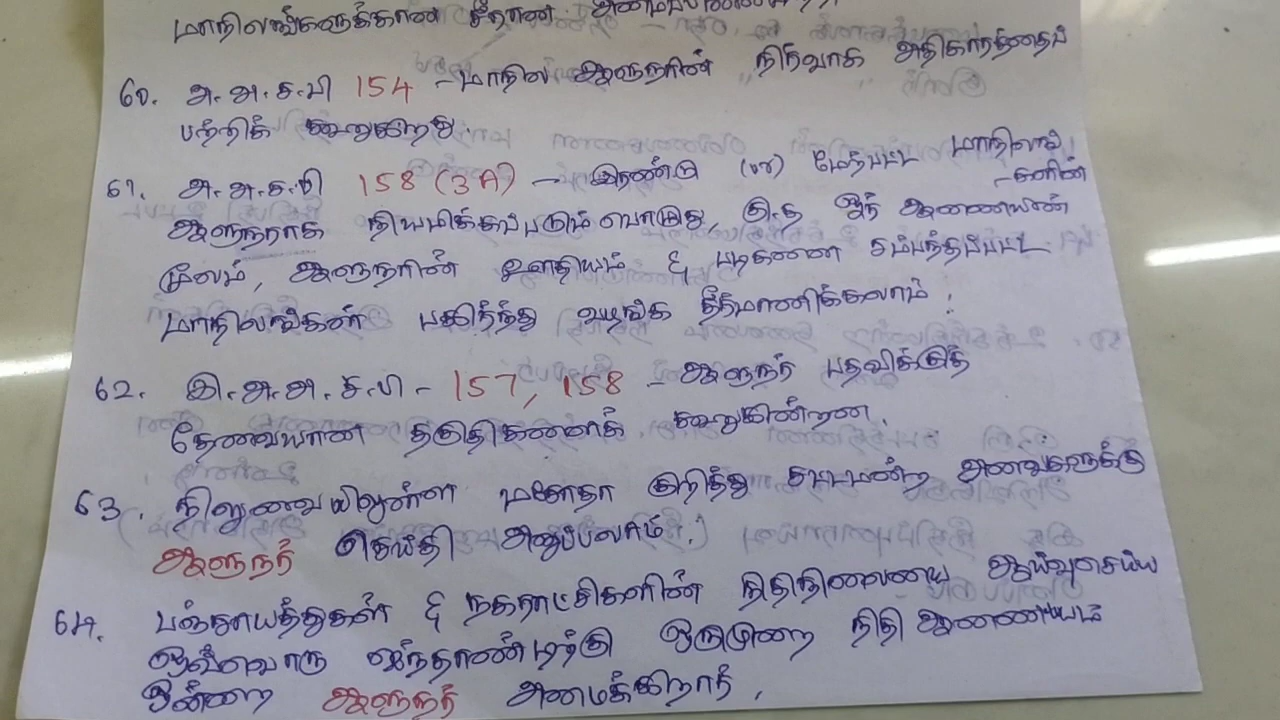 மாநிலங்களுக்கான
60. அ.அ.ச.பி 154 - மாநில ஆளுநரின் நிர்வாக அதிகாரத்தைப்
பற்றிக் கூறுகிறது.
61. அ.அ.ச.பி 158 (3A) - இரண்டு (or) மேற்பட்ட மாநிலங்
-களின்
ஆளுநராக நியமிக்கப்படும் பொழுது, கு.த ஓர் ஆணையின்
மூலம், ஆளுநரின் ஊதியம் & படிகளை சம்பந்தப்பட்ட
மாநிலங்கள் பகிர்ந்து வழங்க தீர்மானிக்கலாம்.
62. இ.அ.அ.ச.பி - 157, 158 - ஆளுநர் பதவிக்குத்
தேவையான தகுதிகளைக் கூறுகின்றன.
63. நிலுவையிலுள்ள மசோதா குறித்து சட்டமன்ற அவைகளுக்கு
ஆளுநர் செய்தி அனுப்பலாம்.
64. பஞ்சாயத்துகள் & நகராட்சிகளின் நிதிநிலையை ஆய்வுசெய்ய
ஒவ்வொரு ஐந்தாண்டிற்கு ஒருமுறை நிதி ஆணையம்
ஒன்றை ஆளுநர் அமைக்கிறார்.